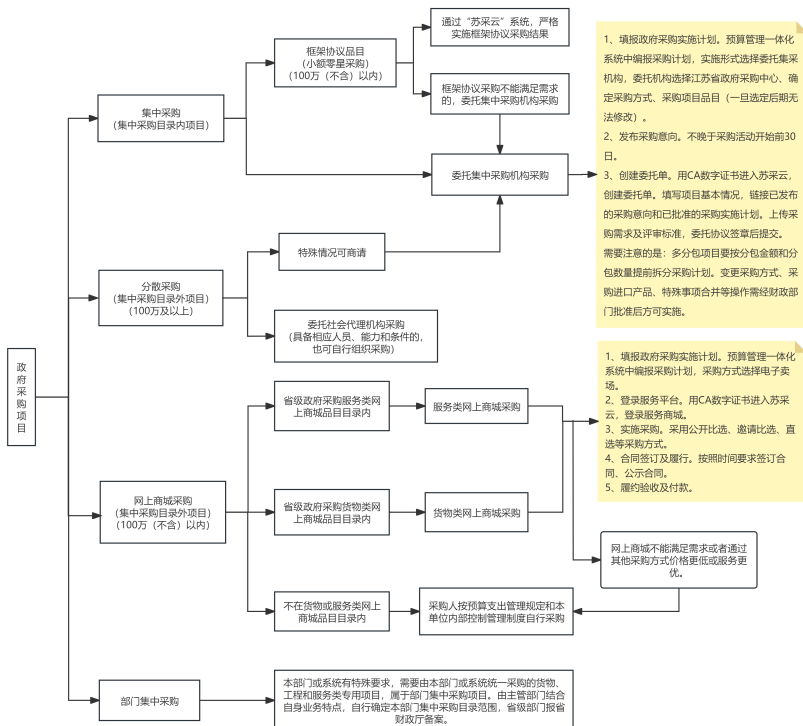 政
府
采
购
项
目
集中采购
（集中采购目录内项目）
框架协议品目
（小额零星采购）
（100万（不含）以内）
通过“苏采云”系统，严格
实施框架协议采购结果
框架协议采购不能满足需求
的，委托集中采购机构采购
委托集中采购机构采购
1、填报政府采购实施计划。预算管理一体化
系统中编报采购计划，实施形式选择委托集采
机构，委托机构选择江苏省政府采购中心、确
定采购方式、采购项目品目（一旦选定后期无
法修改）。
2、发布采购意向。不晚于采购活动开始前30
日。
3、创建委托单。用CA数字证书进入苏采云，
创建委托单。填写项目基本情况，链接已发布
的采购意向和已批准的采购实施计划。上传采
购需求及评审标准，委托协议签章后提交。
需要注意的是：多分包项目要按分包金额和分
包数量提前拆分采购计划。变更采购方式、采
购进口产品、特殊事项合并等操作需经财政部
门批准后方可实施。
分散采购
（集中采购目录外项目）
（100万及以上）
特殊情况可商请
委托社会代理机构采购
（具备相应人员、能力和条件的，
也可自行组织采购）
网上商城采购
（集中采购目录外项目）
（100万（不含）以内）
省级政府采购服务类网
上商城品目目录内
服务类网上商城采购
省级政府采购货物类网
上商城品目目录内
货物类网上商城采购
不在货物或服务类网上
商城品目目录内
采购人按预算支出管理规定和本
单位内部控制管理制度自行采购
1、填报政府采购实施计划。预算管理一体化
系统中编报采购计划，采购方式选择电子卖
场。
2、登录服务平台。用CA数字证书进入苏采
云，登录服务商城。
3、实施采购。采用公开比选、邀请比选、直
选等采购方式。
4、合同签订及履行。按照时间要求签订合
同、公示合同。
5、履约验收及付款。
网上商城不能满足需求或者通过
其他采购方式价格更低或服务更
优。
部门集中采购
本部门或系统有特殊要求，需要由本部门或系统统一采购的货物、
工程和服务类专用项目，属于部门集中采购项目。由主管部门结合
自身业务特点，自行确定本部门集中采购目录范围，省级部门报省
财政厅备案。